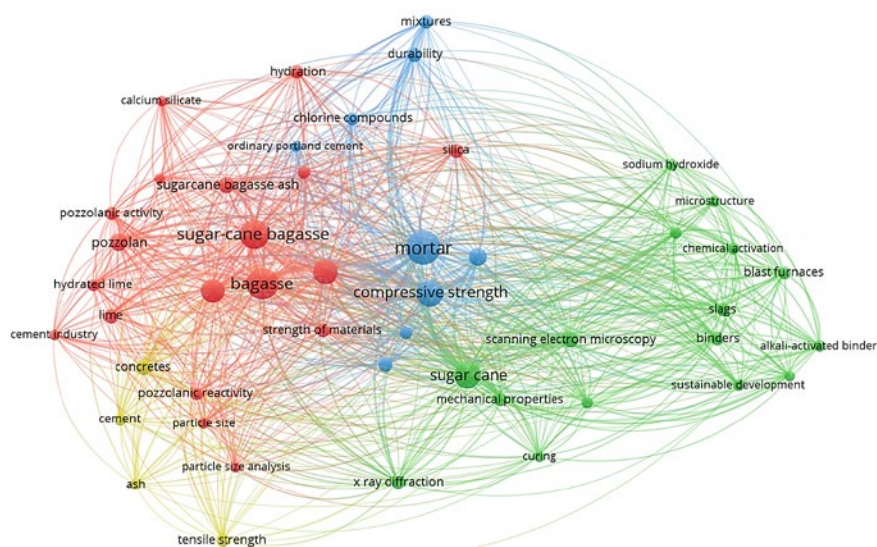 mixtures
durability
hydration
calcium silicate
chlorine compounds
ordinary portland cement
silica
sodium hydroxide
sugarcane bagasse ash
microstructure
pozzolanic activity
sugar-cane bagasse
pozzolan
mortar
chemical activation
blast furnaces
hydrated lime
bagasse
compressive strength
lime
slags
cement industry
strength of materials
scanning electron microscopy
binders
alkali-activated binder
concretes
sugar cane
sustainable development
pozzolanic reactivity
mechanical properties
cement
particle size
curing
particle size analysis
ash
x ray diffraction
tensile strength